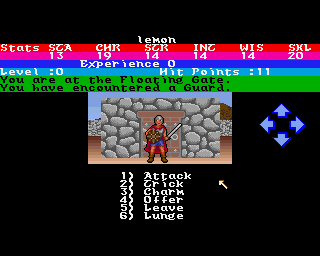 lemon
Stats STA CHR STR INT WIS SKL
13 19 14 14 14 20
Experience 0
Level :0 Hit Points :11
You are at the Floating Gate.
You have encountered a Guard.
1) Attack
2) Trick
3) Charm
4) Offer
5) Leave
6) Lunge